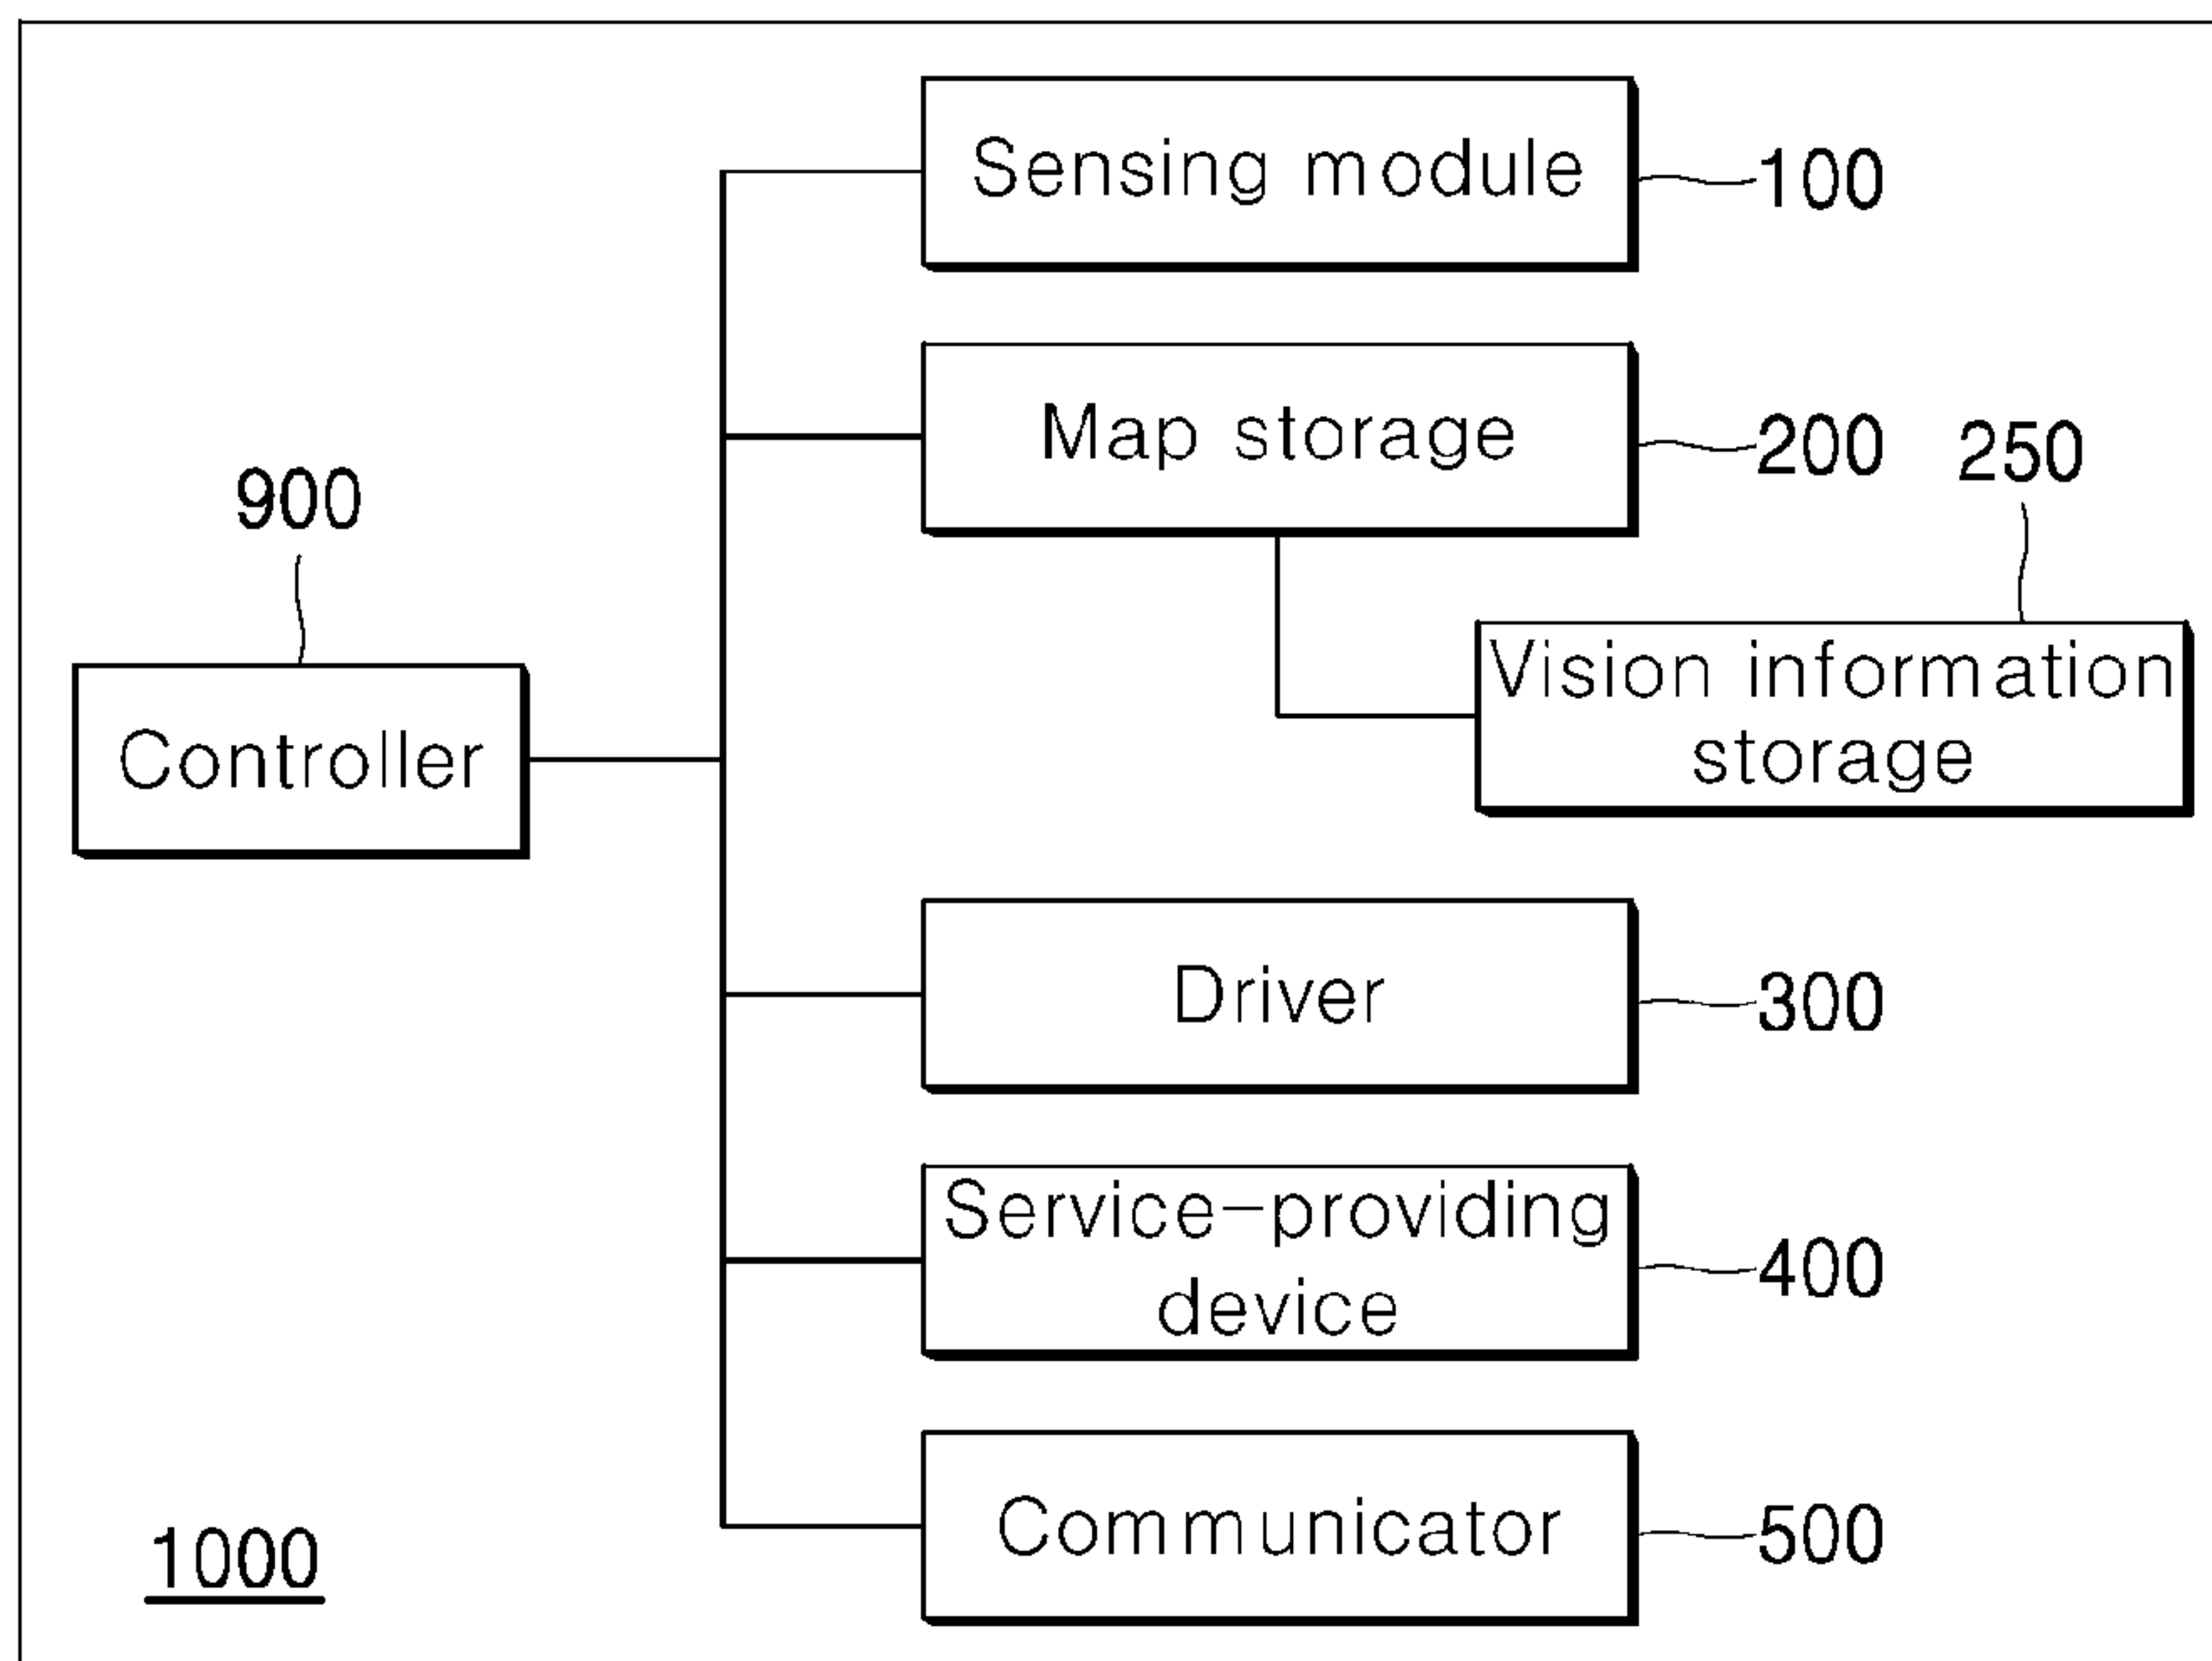 Sensing module
100
Map storage
200
250
900
Vision information
storage
Controller
Driver
300
Service-providing
device
400
Communicator
500
1000